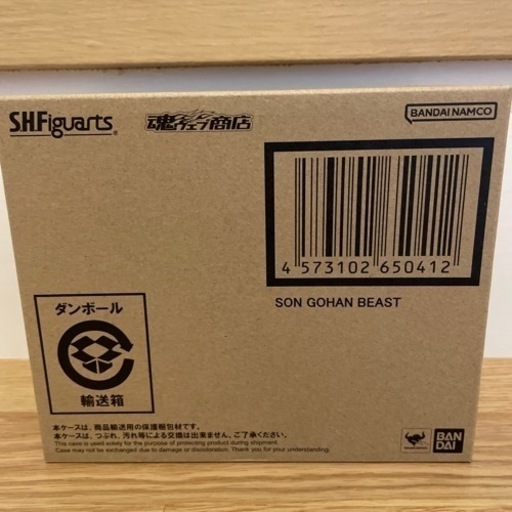 S.H.Figuarts
魂ウェブ商店
BANDAI NAMCO
4 573102 650412
SON GOHAN BEAST
ダンボール
輸送箱
本ケースは、商品輸送用の保護梱包材です。
本ケースは、つぶれ、汚れ等による交換は出来ません、ご了承ください。
This case is used solely for the purpose of protecting product during shipment.
Case may not be exchanged due to damage or discoloration. Thank you for your understanding.
BAN
DAI